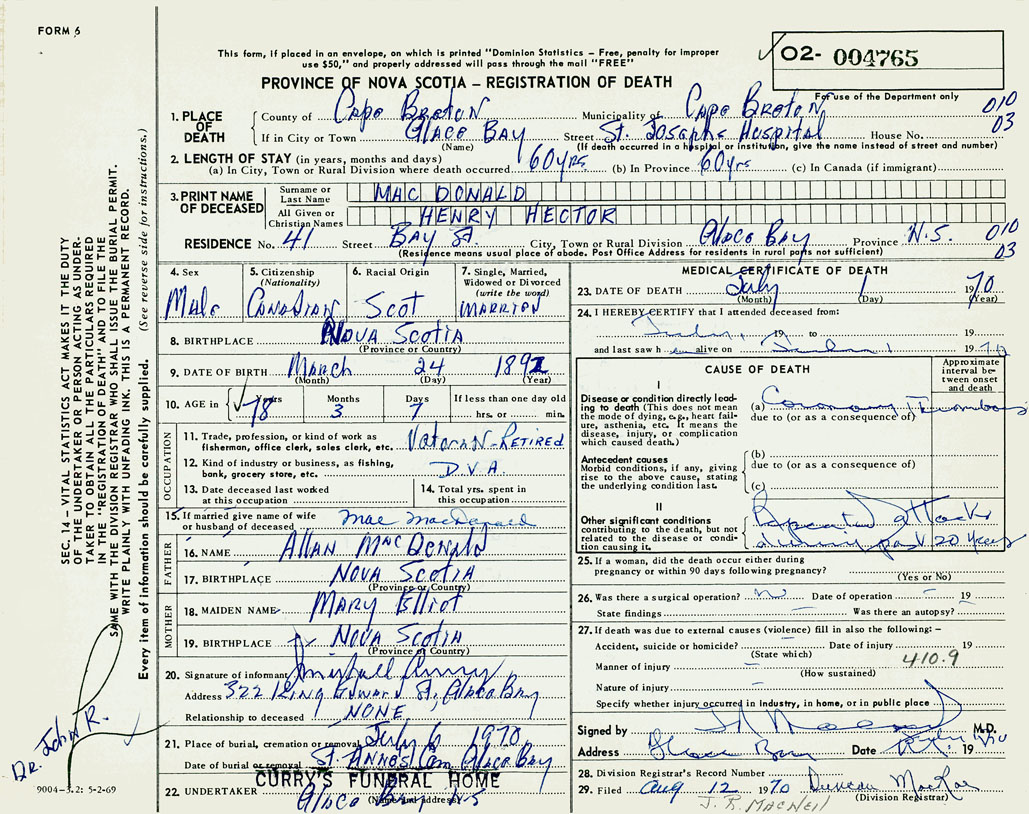 FORM 6
This form, if placed in an envelope, on which is printed "Dominion Statistics – Free, penalty for improper
use $50," and properly addressed will pass through the mail "FREE"
PROVINCE OF NOVA SCOTIA – REGISTRATION OF DEATH
02- 004765
For use of the Department only
1. PLACE OF DEATH
County of Cape Breton Municipality of Cape Breton 010
If in City or Town Glace Bay Street St. Josephs Hospital House No. 03
(Name) (If death occurred in a hospital or institution, give the name instead of street and number)
2. LENGTH OF STAY (in years, months and days)
(a) In City, Town or Rural Division where death occurred 60 yrs. (b) In Province 60 yrs (c) In Canada (if immigrant)
3. PRINT NAME OF DECEASED
Surname or Last Name MAC DONALD
All Given or Christian Names HENRY HECTOR
RESIDENCE No. 41 Street BAY St. City, Town or Rural Division Glace Bay Province N.S. 010
(Residence means usual place of abode. Post Office Address for residents in rural parts not sufficient) 03
4. Sex
Male
5. Citizenship (Nationality)
Canadian
6. Racial Origin
Scot
7. Single, Married, Widowed or Divorced (write the word)
MARRIED
8. BIRTHPLACE Nova Scotia
(Province or Country)
9. DATE OF BIRTH March 24 1892
(Month) (Day) (Year)
10. AGE in Years Months Days If less than one day old
78 3 7 hrs. or min.
OCCUPATION
11. Trade, profession, or kind of work as
fisherman, office clerk, sales clerk, etc. Veteran-Retired
12. Kind of industry or business, as fishing,
bank, grocery store, etc. D.V.A.
13. Date deceased last worked
at this occupation
14. Total yrs. spent in
this occupation
15. If married give name of wife
or husband of deceased Mae MacDonald
FATHER
16. NAME Allan MacDonald
17. BIRTHPLACE Nova Scotia
(Province or Country)
MOTHER
18. MAIDEN NAME Mary Elliot
19. BIRTHPLACE Nova Scotia
(Province or Country)
20. Signature of informant
Address 322 King Edward St., Glace Bay
Relationship to deceased NONE
21. Place of burial, cremation or removal July 6 1970
Date of burial or removal St. Annes Cem. Glace Bay
CURRY'S FUNERAL HOME
22. UNDERTAKER Glace Bay N.S
(Name and address)
MEDICAL CERTIFICATE OF DEATH
23. DATE OF DEATH July 1 1970
(Month) (Day) (Year)
24. I HEREBY CERTIFY that I attended deceased from:
19 to 19
and last saw h alive on 1970
CAUSE OF DEATH
Approximate interval between onset and death
I
Disease or condition directly leading to death (This does not
mean the mode of dying, e.g., heart failure, asthenia, etc. It means the
disease, injury, or complication
which caused death.)
(a) Coronary Thrombosis
due to (or as a consequence of)
Antecedent causes
Morbid conditions, if any, giving
rise to the above cause, stating
the underlying condition last.
(b)
due to (or as a consequence of)
(c)
II
Other significant conditions
contributing to the death, but not
related to the disease or condition causing it.
Repeated attacks
during past 20 years
25. If a woman, did the death occur either during
pregnancy or within 90 days following pregnancy?
(Yes or No)
26. Was there a surgical operation? No Date of operation – 19
State findings – Was there an autopsy? –
27. If death was due to external causes (violence) fill in also the following: –
Accident, suicide or homicide? – Date of injury 19
(State which) 410.9
Manner of injury –
(How sustained)
Nature of injury –
Specify whether injury occurred in industry, in home, or in public place
Signed by M.D.
Address Glace Bay Date 19
28. Division Registrar's Record Number
29. Filed Aug 12 1970 Duncan MacRae
(Division Registrar)
J. R. MacNeil
SEC. 14 – VITAL STATISTICS ACT MAKES IT THE DUTY
OF THE UNDERTAKER OR PERSON ACTING AS UNDER-
TAKER TO OBTAIN ALL THE PARTICULARS REQUIRED
IN THE "REGISTRATION OF DEATH" AND TO FILE THE
SAME WITH THE DIVISION REGISTRAR WHO SHALL ISSUE THE BURIAL PERMIT.
WRITE PLAINLY WITH UNFADING INK. THIS IS A PERMANENT RECORD.
Every item of information should be carefully supplied. (See reverse side for instructions.)
Dr. John R.
9004-3.2: 5-2-69